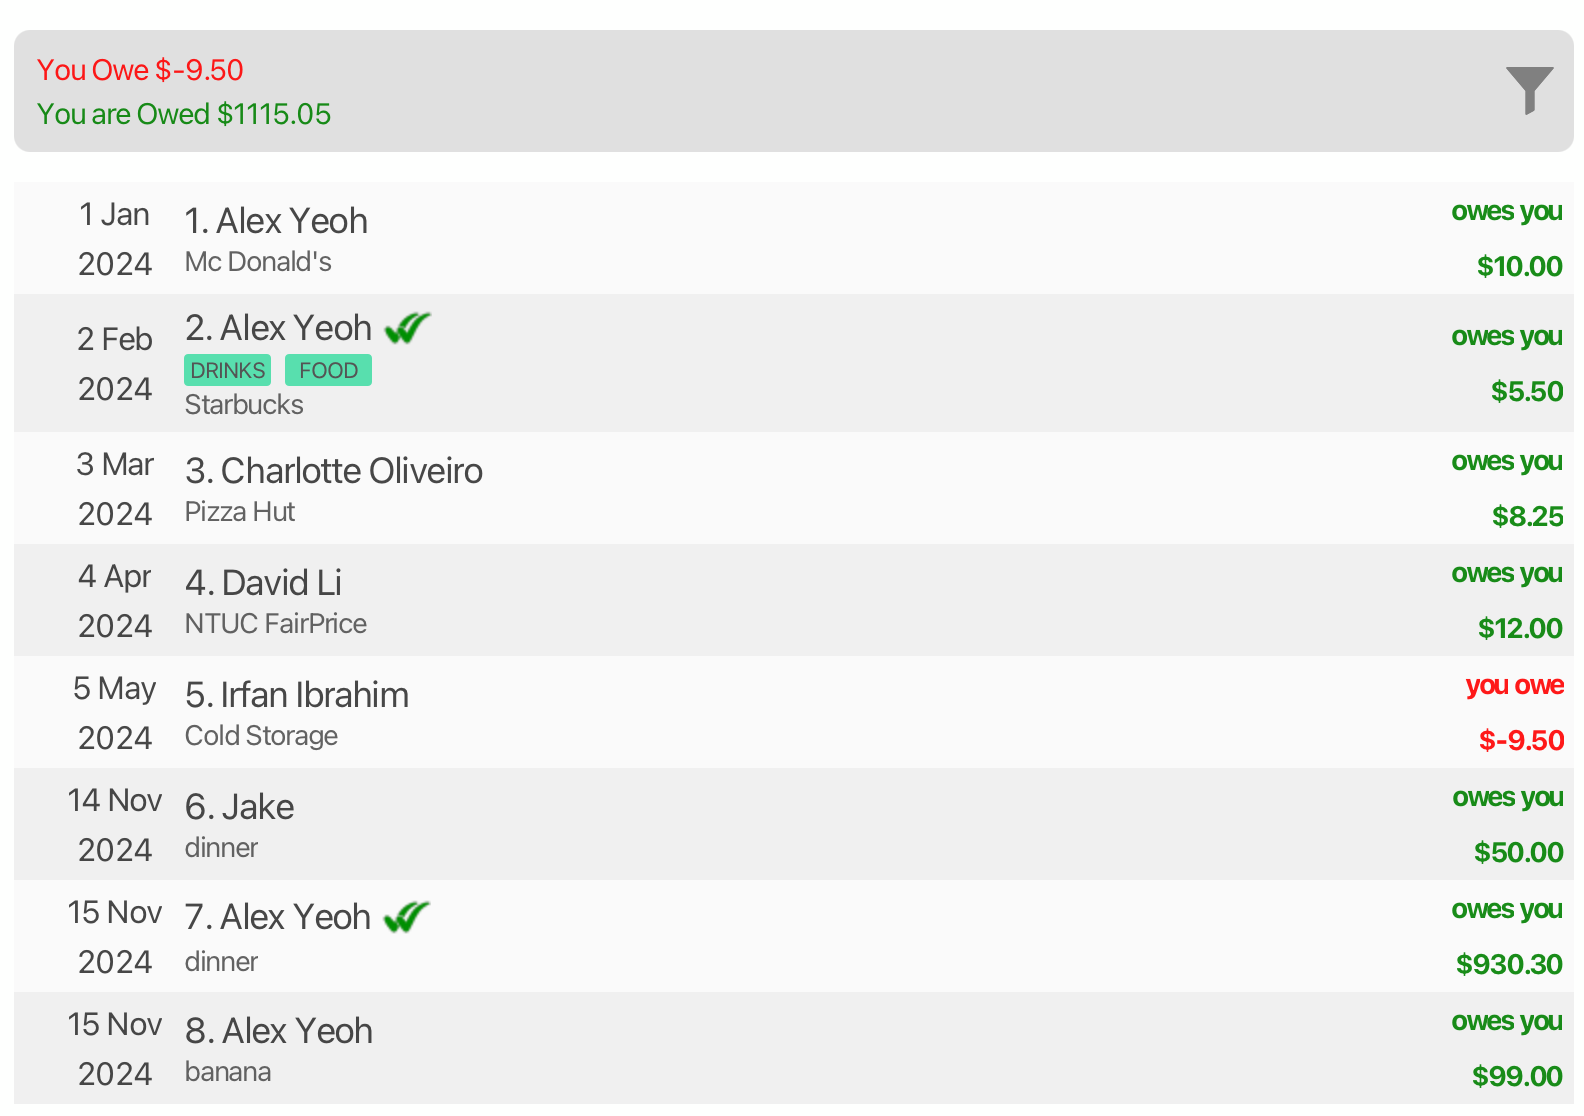 You Owe $-9.50
You are Owed $1115.05
1 Jan
2024
1. Alex Yeoh
Mc Donald's
owes you
$10.00
2 Feb
2024
2. Alex Yeoh
DRINKS FOOD
Starbucks
owes you
$5.50
3 Mar
2024
3. Charlotte Oliveiro
Pizza Hut
owes you
$8.25
4 Apr
2024
4. David Li
NTUC FairPrice
owes you
$12.00
5 May
2024
5. Irfan Ibrahim
Cold Storage
you owe
$-9.50
14 Nov
2024
6. Jake
dinner
owes you
$50.00
15 Nov
2024
7. Alex Yeoh
dinner
owes you
$930.30
15 Nov
2024
8. Alex Yeoh
banana
owes you
$99.00